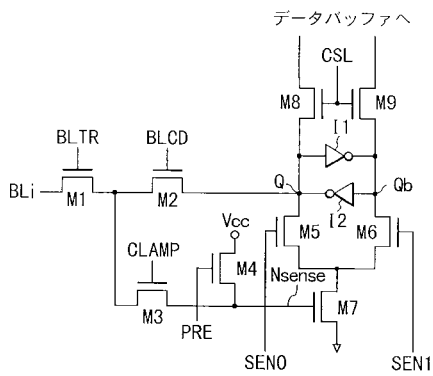 データバッファへ
CSL
M8
M9
I1
BLTR
BLCD
BLi
M1
M2
Q
Qb
I2
Vcc
M5
M6
CLAMP
M4
Nsense
M3
M7
PRE
SEN0
SEN1